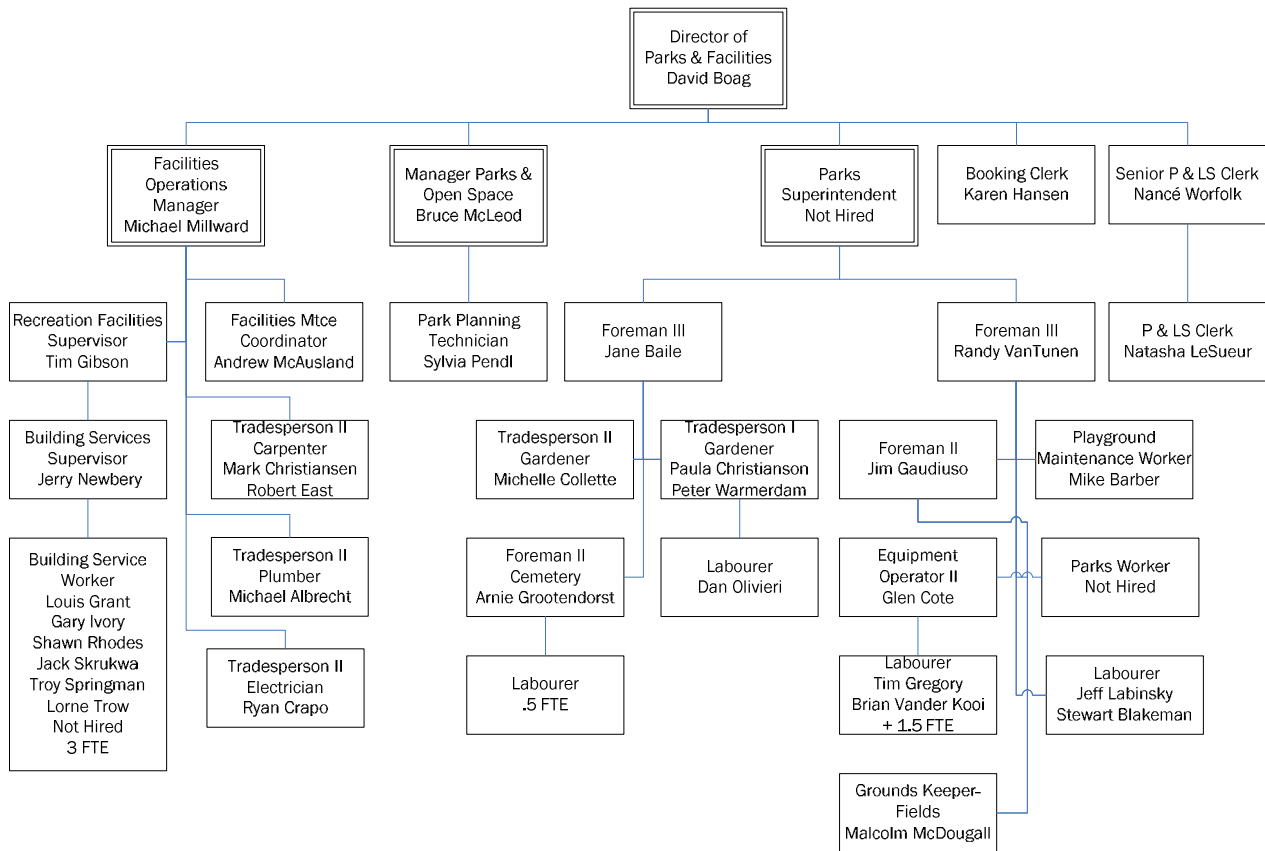 Director of
Parks & Facilities
David Boag
Facilities
Operations
Manager
Michael Millward
Manager Parks &
Open Space
Bruce McLeod
Parks
Superintendent
Not Hired
Booking Clerk
Karen Hansen
Senior P & LS Clerk
Nancé Worfolk
Recreation Facilities
Supervisor
Tim Gibson
Facilities Mtce
Coordinator
Andrew McAusland
Park Planning
Technician
Sylvia Pendl
Foreman III
Jane Baile
Foreman III
Randy VanTunen
P & LS Clerk
Natasha LeSueur
Building Services
Supervisor
Jerry Newbery
Tradesperson II
Carpenter
Mark Christiansen
Robert East
Tradesperson II
Gardener
Michelle Collette
Tradesperson I
Gardener
Paula Christianson
Peter Warmerdam
Foreman II
Jim Gaudiuso
Playground
Maintenance Worker
Mike Barber
Building Service
Worker
Louis Grant
Gary Ivory
Shawn Rhodes
Jack Skrukwa
Troy Springman
Lorne Trow
Not Hired
3 FTE
Tradesperson II
Plumber
Michael Albrecht
Foreman II
Cemetery
Arnie Grootendorst
Labourer
Dan Olivieri
Equipment
Operator II
Glen Cote
Parks Worker
Not Hired
Tradesperson II
Electrician
Ryan Crapo
Labourer
.5 FTE
Labourer
Tim Gregory
Brian Vander Kooi
+ 1.5 FTE
Labourer
Jeff Labinsky
Stewart Blakeman
Grounds Keeper–
Fields
Malcolm McDougall